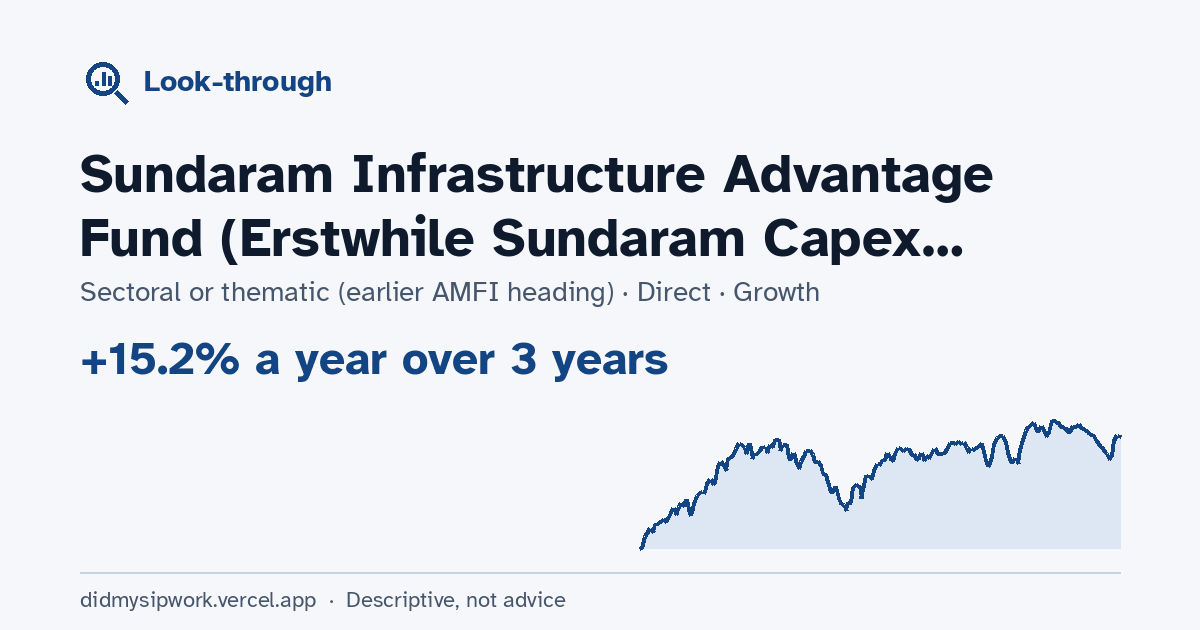 Look-through
Sundaram Infrastructure Advantage
Fund (Erstwhile Sundaram Capex...
Sectoral or thematic (earlier AMFI heading) · Direct · Growth
+15.2% a year over 3 years
didmysipwork.vercel.app · Descriptive, not advice